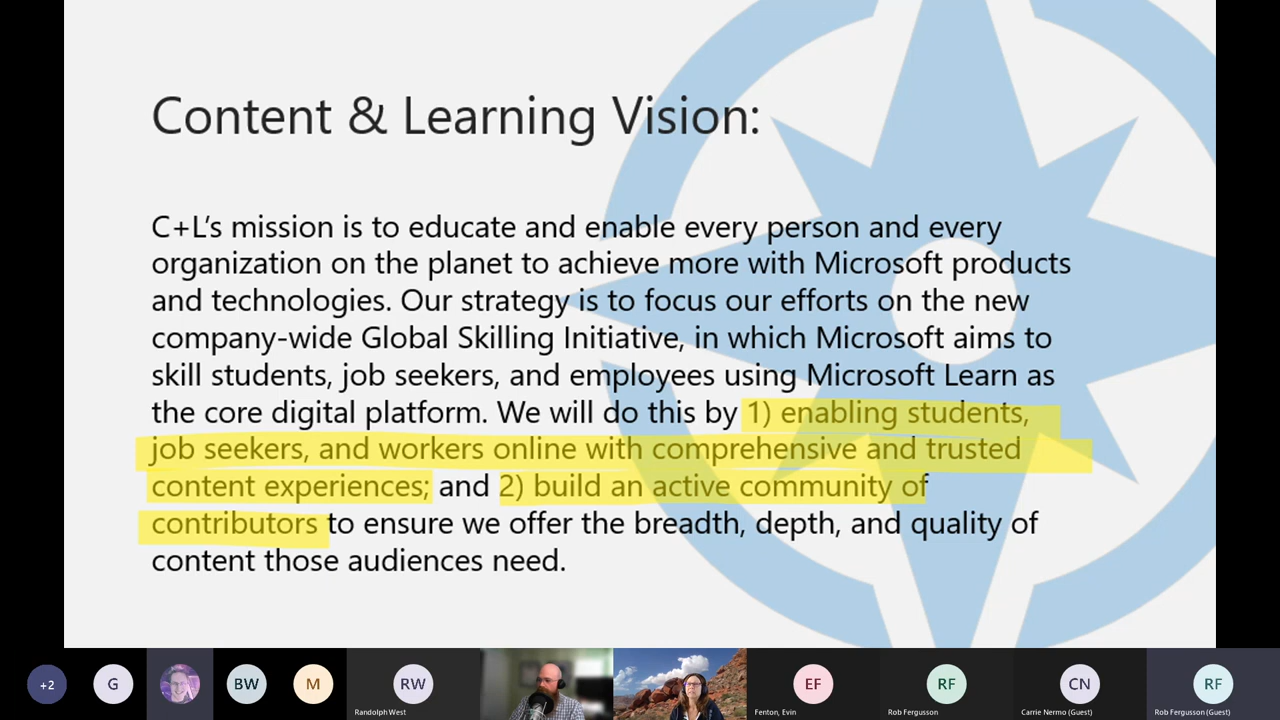 Content & Learning Vision:
C+L’s mission is to educate and enable every person and every
organization on the planet to achieve more with Microsoft products
and technologies. Our strategy is to focus our efforts on the new
company-wide Global Skilling Initiative, in which Microsoft aims to
skill students, job seekers, and employees using Microsoft Learn as
the core digital platform. We will do this by 1) enabling students,
job seekers, and workers online with comprehensive and trusted
content experiences; and 2) build an active community of
contributors to ensure we offer the breadth, depth, and quality of
content those audiences need.
+2
G
BW
M
RW
EF
RF
CN
RF
Randolph West
Fenton, Evin
Rob Fergusson
Carrie Nermo (Guest)
Rob Fergusson (Guest)